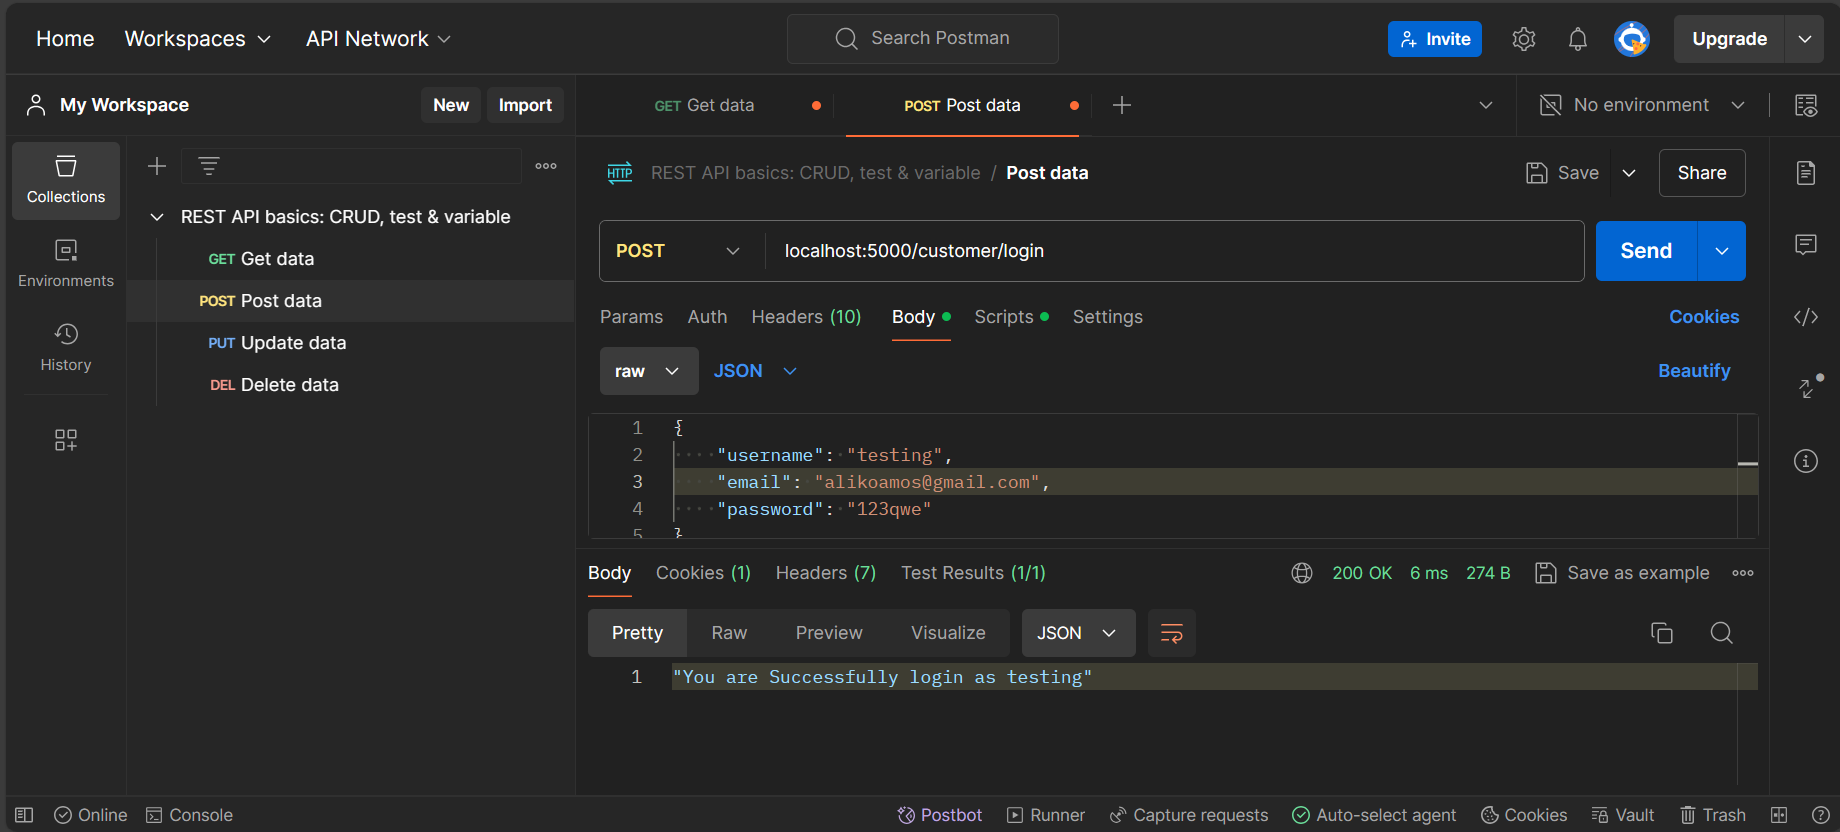 Home Workspaces API Network Search Postman Invite Upgrade
My Workspace New Import GET Get data POST Post data No environment
Collections
Environments
History
REST API basics: CRUD, test & variable
GET Get data
POST Post data
PUT Update data
DEL Delete data
HTTP REST API basics: CRUD, test & variable / Post data Save Share
POST localhost:5000/customer/login Send
Params Auth Headers (10) Body Scripts Settings Cookies
raw JSON Beautify
1 {
2 "username": "testing",
3 "email": "alikoamos@gmail.com",
4 "password": "123qwe"
5 }
Body Cookies (1) Headers (7) Test Results (1/1) 200 OK 6 ms 274 B Save as example
Pretty Raw Preview Visualize JSON
1 "You are Successfully login as testing"
Online Console Postbot Runner Capture requests Auto-select agent Cookies Vault Trash